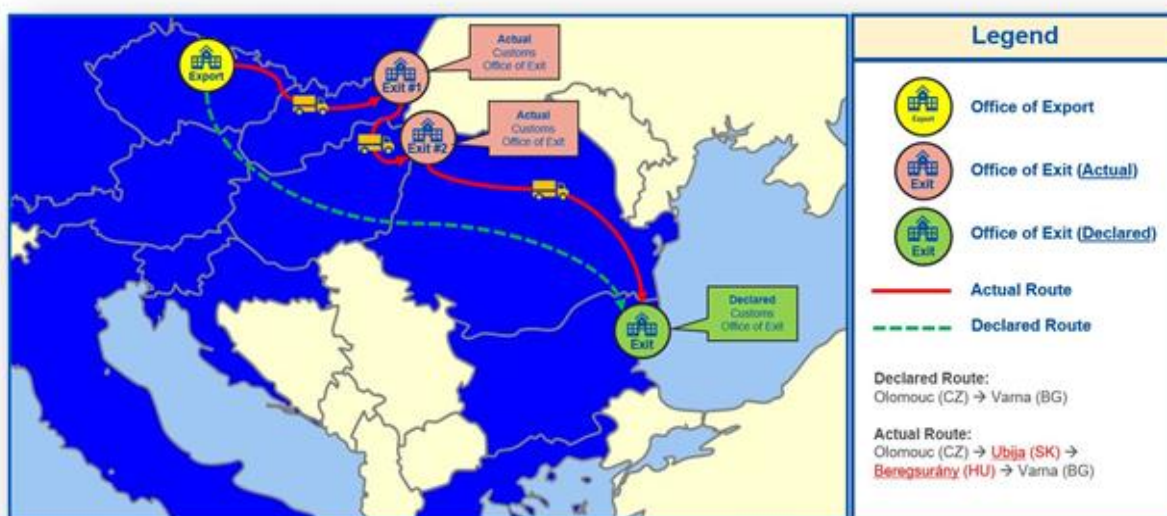 Export
Exit #1
Actual
Customs
Office of Exit
Exit #2
Actual
Customs
Office of Exit
Declared
Customs
Office of Exit
Exit
Legend
Export
Office of Export
Exit
Office of Exit (Actual)
Exit
Office of Exit (Declared)
Actual Route
Declared Route
Declared Route:
Olomouc (CZ) → Varna (BG)
Actual Route:
Olomouc (CZ) → Ubija (SK) →
Beregsurány (HU) → Varna (BG)